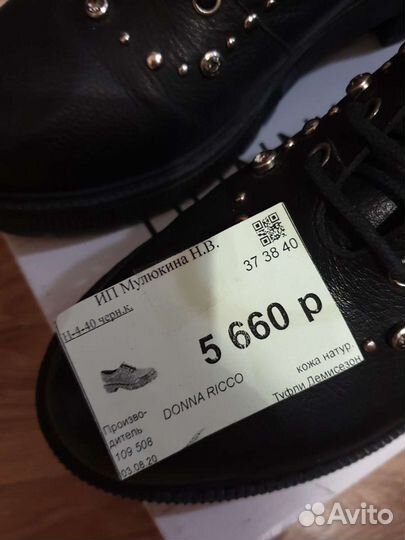 ИП Мулюкина Н.В.
Н-4-40 черн.к.
37 38 40
5 660 р
Произво-
дитель
DONNA RICCO
кожа натур.
109 508
Туфли Демисезон
03.08.20
Avito